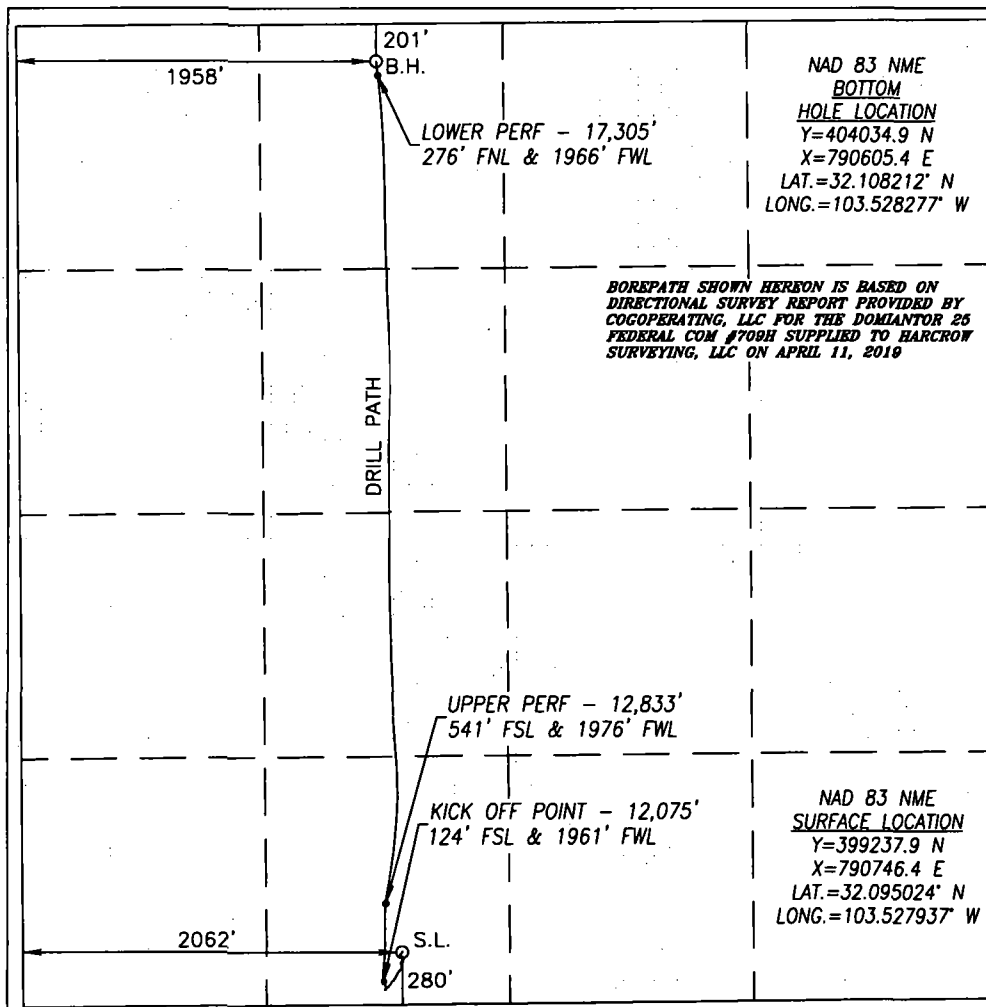 201'
B.H.
1958'
LOWER PERF - 17,305'
276' FNL & 1966' FWL
NAD 83 NME
BOTTOM
HOLE LOCATION
Y=404034.9 N
X=790605.4 E
LAT.=32.108212° N
LONG.=103.528277° W
BOREPATH SHOWN HEREON IS BASED ON
DIRECTIONAL SURVEY REPORT PROVIDED BY
COGOPERATING, LLC FOR THE DOMIANTOR 25
FEDERAL COM #709H SUPPLIED TO HARCROW
SURVEYING, LLC ON APRIL 11, 2019
DRILL PATH
UPPER PERF - 12,833'
541' FSL & 1976' FWL
KICK OFF POINT - 12,075'
124' FSL & 1961' FWL
NAD 83 NME
SURFACE LOCATION
Y=399237.9 N
X=790746.4 E
LAT.=32.095024° N
LONG.=103.527937° W
2062'
S.L.
280'